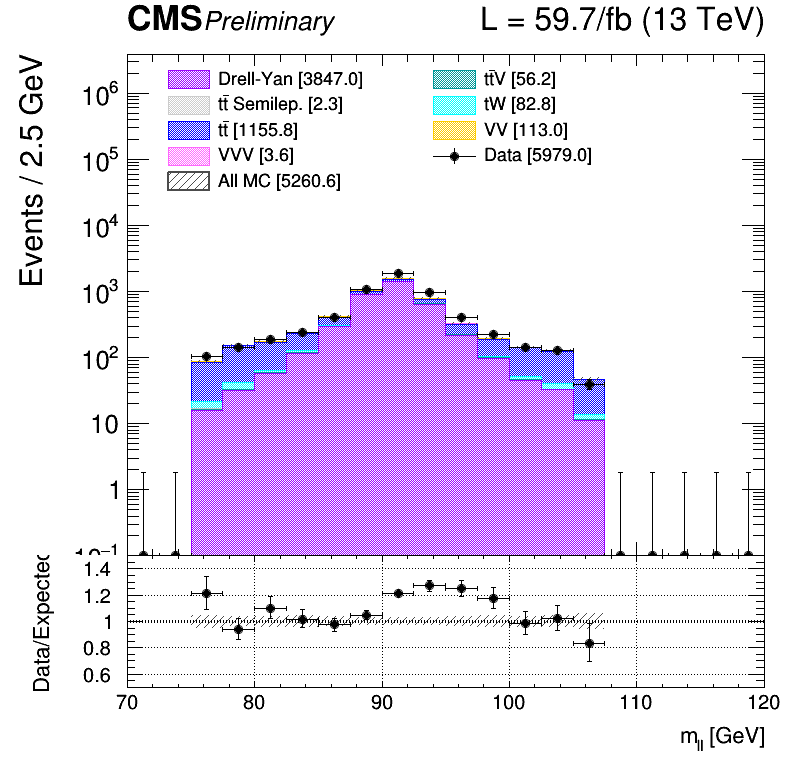 CMS Preliminary L = 59.7/fb (13 TeV)
Events / 2.5 GeV
Drell-Yan [3847.0]
tt̄ Semilep. [2.3]
tt̄ [1155.8]
VVV [3.6]
All MC [5260.6]
tt̄V [56.2]
tW [82.8]
VV [113.0]
Data [5979.0]
10⁶
10⁵
10⁴
10³
10²
10
1
10⁻¹
Data/Expected
1.4
1.2
1
0.8
0.6
70 80 90 100 110 120
m_ll [GeV]